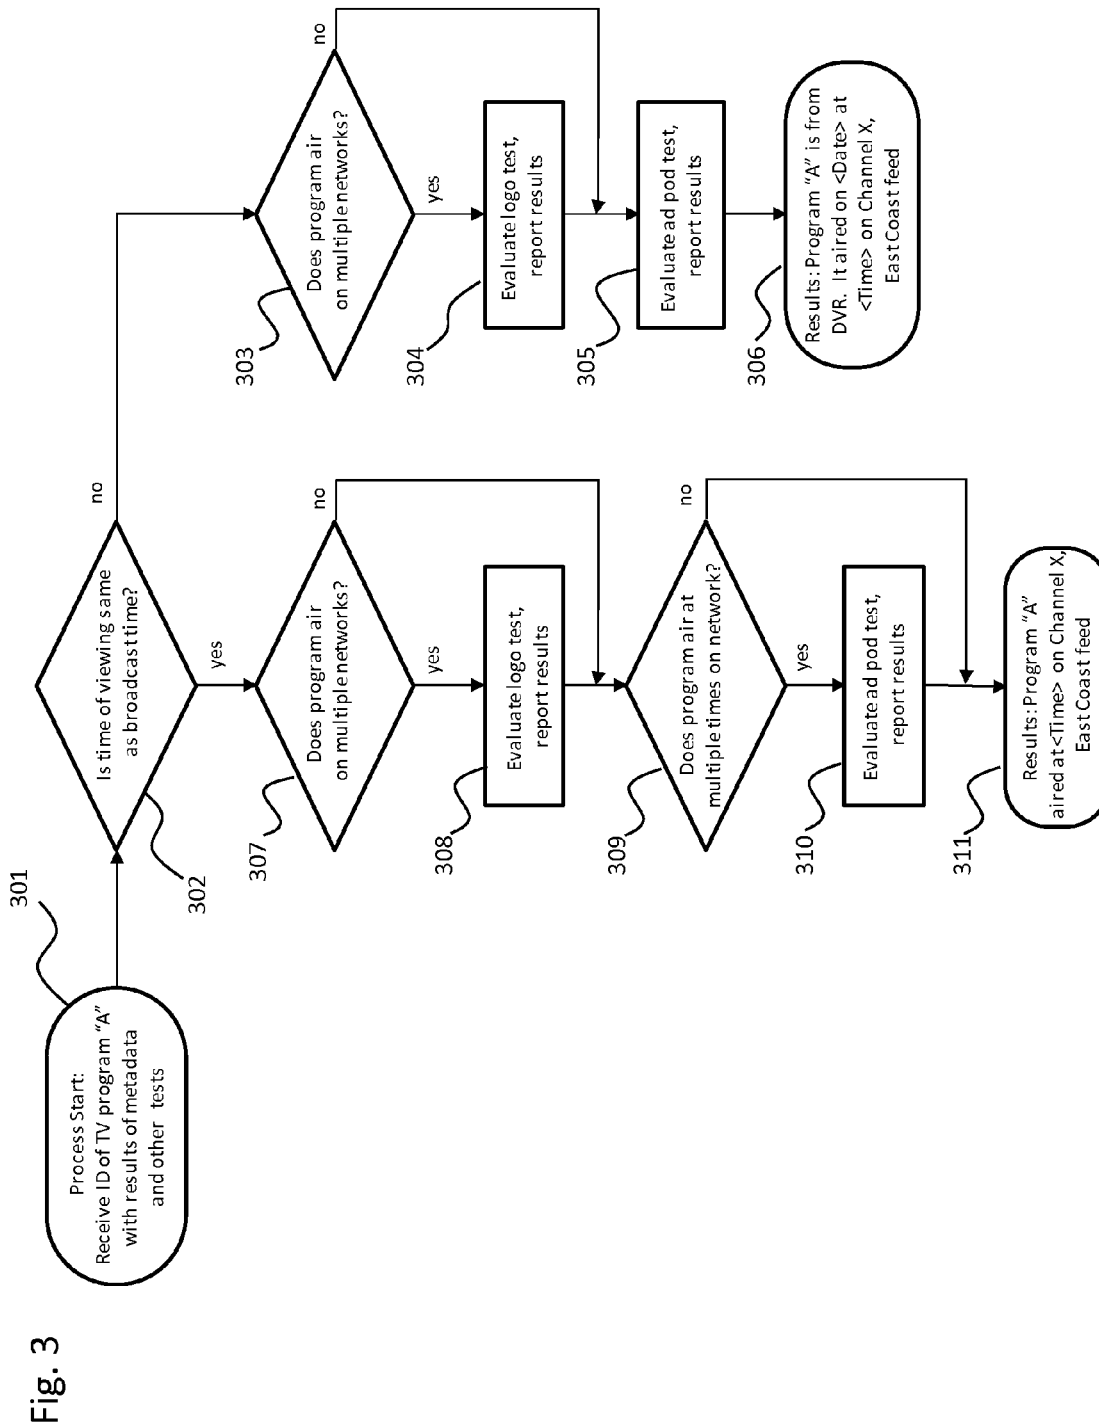 Fig. 3
Process Start:
Receive ID of TV program “A”
with results of metadata
and other tests
301
Is time of viewing same
as broadcast time?
302
no
yes
Does program air
on multiple networks?
303
no
yes
Evaluate logo test,
report results
304
Evaluate ad pod test,
report results
305
Results: Program “A” is from
DVR. It aired on <Date> at
<Time> on Channel X,
East Coast feed
306
Does program air
on multiple networks?
307
no
yes
Evaluate logo test,
report results
308
Does program air at
multiple times on network?
309
no
yes
Evaluate ad pod test,
report results
310
Results: Program “A”
aired at <Time> on Channel X,
East Coast feed
311